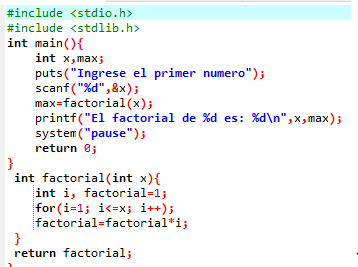 #include <stdio.h>
#include <stdlib.h>
int main(){
    int x,max;
    puts("Ingrese el primer numero");
    scanf("%d",&x);
    max=factorial(x);
    printf("El factorial de %d es: %d\n",x,max);
    system("pause");
    return 0;
}
 int factorial(int x){
    int i, factorial=1;
    for(i=1; i<=x; i++);
    factorial=factorial*i;
 }
 return factorial;
}